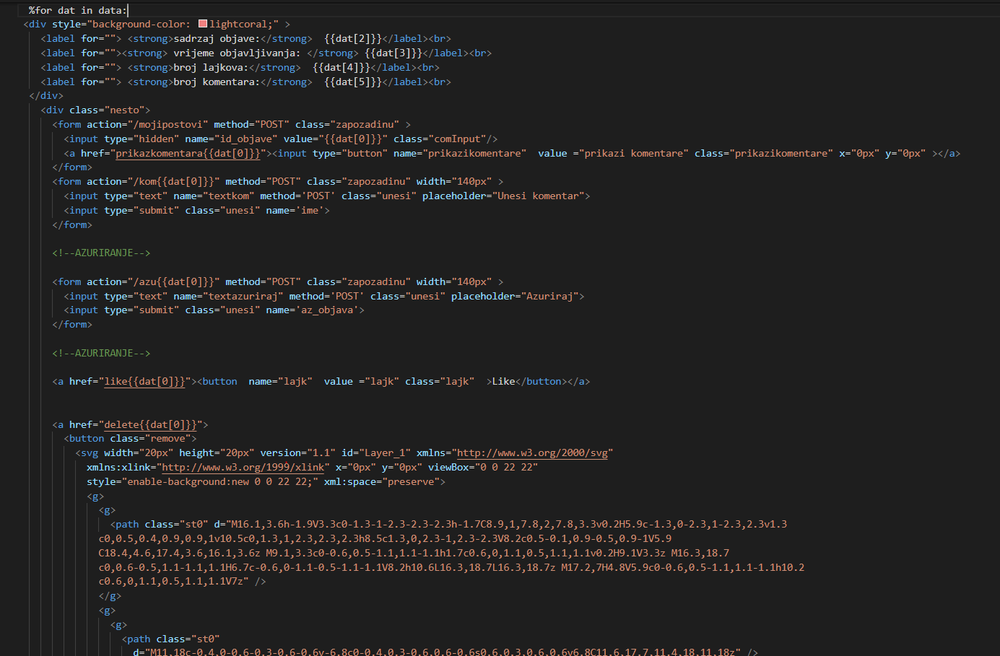 %for dat in data:
<div style="background-color: lightcoral;" >
<label for=""> <strong>sadrzaj objave:</strong>  {{dat[2]}}</label><br>
<label for=""><strong> vrijeme objavljivanja: </strong> {{dat[3]}}</label><br>
<label for=""> <strong>broj lajkova:</strong>  {{dat[4]}}</label><br>
<label for=""> <strong>broj komentara:</strong>  {{dat[5]}}</label><br>
</div>
<div class="nesto">
<form action="/mojipostovi" method="POST" class="zapozadinu" >
<input type="hidden" name="id_objave" value="{{dat[0]}}" class="comInput"/>
<a href="prikazkomentara{{dat[0]}}"><input type="button" name="prikazikomentare"  value ="prikazi komentare" class="prikazikomentare" x="0px" y="0px" ></a>
</form>
<form action="/kom{{dat[0]}}" method="POST" class="zapozadinu" width="140px" >
<input type="text" name="textkom" method='POST' class="unesi" placeholder="Unesi komentar">
<input type="submit" class="unesi" name='ime'>
</form>
<!--AZURIRANJE-->
<form action="/azu{{dat[0]}}" method="POST" class="zapozadinu" width="140px" >
<input type="text" name="textazuriraj" method='POST' class="unesi" placeholder="Azuriraj">
<input type="submit" class="unesi" name='az_objava'>
</form>
<!--AZURIRANJE-->
<a href="like{{dat[0]}}"><button  name="lajk"  value ="lajk" class="lajk"  >Like</button></a>
<a href="delete{{dat[0]}}">
<button class="remove">
<svg width="20px" height="20px" version="1.1" id="Layer_1" xmlns="http://www.w3.org/2000/svg"
xmlns:xlink="http://www.w3.org/1999/xlink" x="0px" y="0px" viewBox="0 0 22 22"
style="enable-background:new 0 0 22 22;" xml:space="preserve">
<g>
<g>
<path class="st0" d="M16.1,3.6h-1.9V3.3c0-1.3-1-2.3-2.3-2.3h-1.7C8.9,1,7.8,2,7.8,3.3v0.2H5.9c-1.3,0-2.3,1-2.3,2.3v1.3
c0,0.5,0.4,0.9,0.9,1v10.5c0,1.3,1,2.3,2.3,2.3h8.5c1.3,0,2.3-1,2.3-2.3V8.2c0.5-0.1,0.9-0.5,0.9-1V5.9
C18.4,4.6,17.4,3.6,16.1,3.6z M9.1,3.3c0-0.6,0.5-1.1,1.1-1.1h1.7c0.6,0,1.1,0.5,1.1,1.1v0.2H9.1V3.3z M16.3,18.7
c0,0.6-0.5,1.1-1.1,1.1H6.7c-0.6,0-1.1-0.5-1.1-1.1V8.2h10.6L16.3,18.7L16.3,18.7z M17.2,7H4.8V5.9c0-0.6,0.5-1.1,1.1-1.1h10.2
c0.6,0,1.1,0.5,1.1,1.1V7z" />
</g>
<g>
<g>
<path class="st0"
d="M11,18c-0.4,0-0.6-0.3-0.6-0.6v-6.8c0-0.4,0.3-0.6,0.6-0.6s0.6,0.3,0.6,0.6v6.8C11.6,17.7,11.4,18,11,18z" />